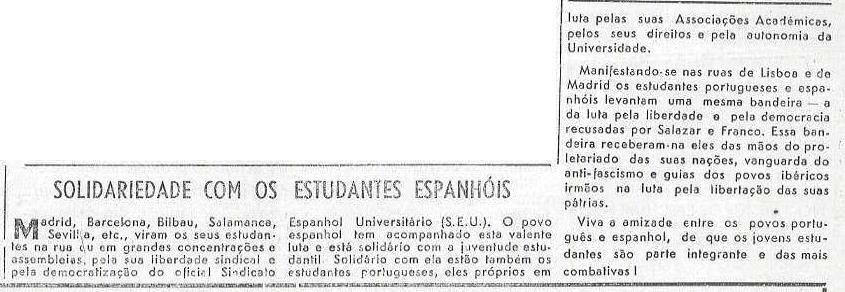 SOLIDARIEDADE COM OS ESTUDANTES ESPANHÓIS
Madrid, Barcelona, Bilbau, Salamanca,
Sevilha, etc., viram os seus estudan-
tes na rua ou em grandes concentrações e
assembleias, pela sua liberdade sindical e
pela democratização do oficial Sindicato
Espanhol Universitário (S.E.U.). O povo
espanhol tem acompanhado esta valente
luta e está solidário com a juventude estu-
dantil. Solidário com ela estão também os
estudantes portugueses, eles próprios em
luta pelas suas Associações Académicas,
pelos seus direitos e pela autonomia da
Universidade.
Manifestando-se nas ruas de Lisboa e de
Madrid os estudantes portugueses e espa-
nhóis levantam uma mesma bandeira — a
da luta pela liberdade e pela democracia
recusadas por Salazar e Franco. Essa ban-
deira receberam-na eles das mãos do pro-
letariado das suas nações, vanguarda do
anti-fascismo e guias dos povos ibéricos
irmãos na luta pela libertação das suas
pátrias.
Viva a amizade entre os povos portu-
guês e espanhol, de que os jovens estu-
dantes são parte integrante e das mais
combativas !